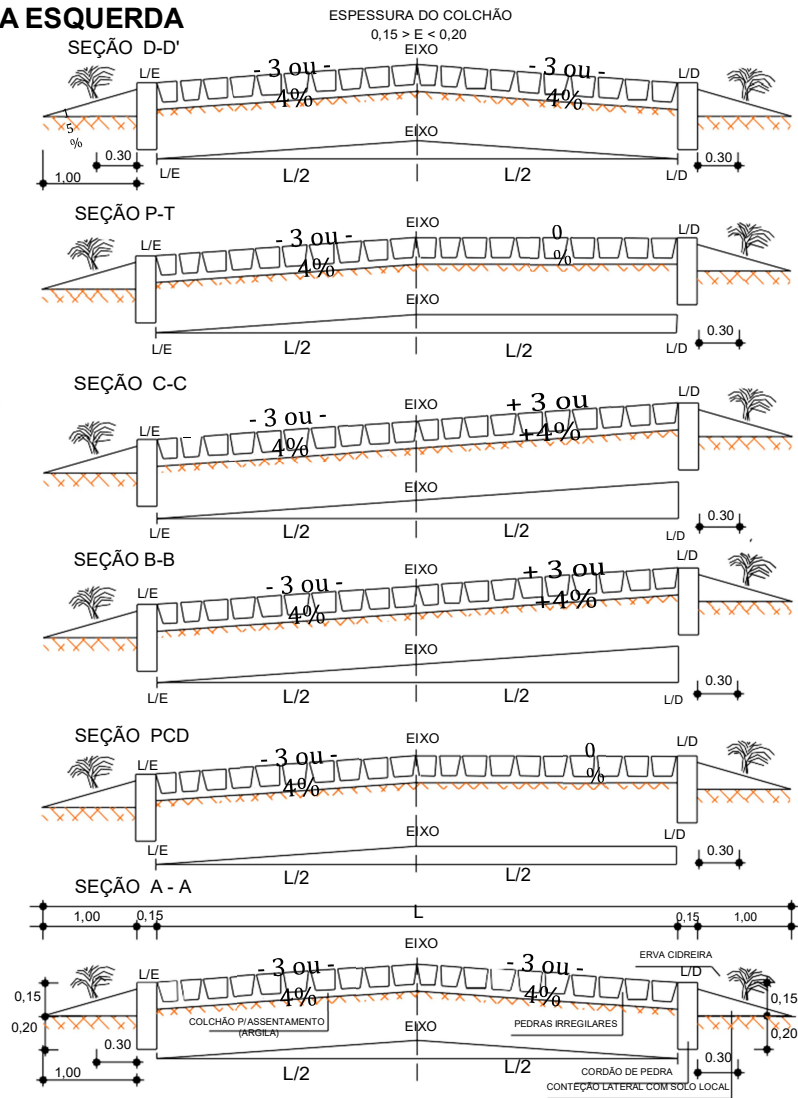 A ESQUERDA
ESPESSURA DO COLCHÃO
0,15 > E < 0,20
SEÇÃO D-D'
EIXO
L/E
- 3 ou -
4%
- 3 ou -
4%
L/D
15%
EIXO
0.30
1,00
L/E
L/2
L/2
L/D
0.30
SEÇÃO P-T
EIXO
L/E
- 3 ou -
4%
0
%
L/D
EIXO
L/E
L/2
L/2
L/D
0.30
SEÇÃO C-C
EIXO
L/E
- 3 ou -
4%
+ 3 ou
+4%
L/D
EIXO
L/E
L/2
L/2
L/D
0.30
SEÇÃO B-B
EIXO
L/E
- 3 ou -
4%
+ 3 ou
+4%
L/D
EIXO
L/E
L/2
L/2
L/D
0.30
SEÇÃO PCD
EIXO
L/E
- 3 ou -
4%
0
%
L/D
EIXO
L/E
L/2
L/2
L/D
0.30
SEÇÃO A - A
L
1,00
0,15
0,15
1,00
EIXO
ERVA CIDREIRA
L/E
- 3 ou -
4%
- 3 ou -
4%
L/D
0,15
0,20
0,15
0,20
COLCHÃO P/ASSENTAMENTO
(ARGILA)
PEDRAS IRREGILARES
EIXO
0.30
1,00
L/2
L/2
0.30
CORDÃO DE PEDRA
CONTEÇÃO LATERAL COM SOLO LOCAL